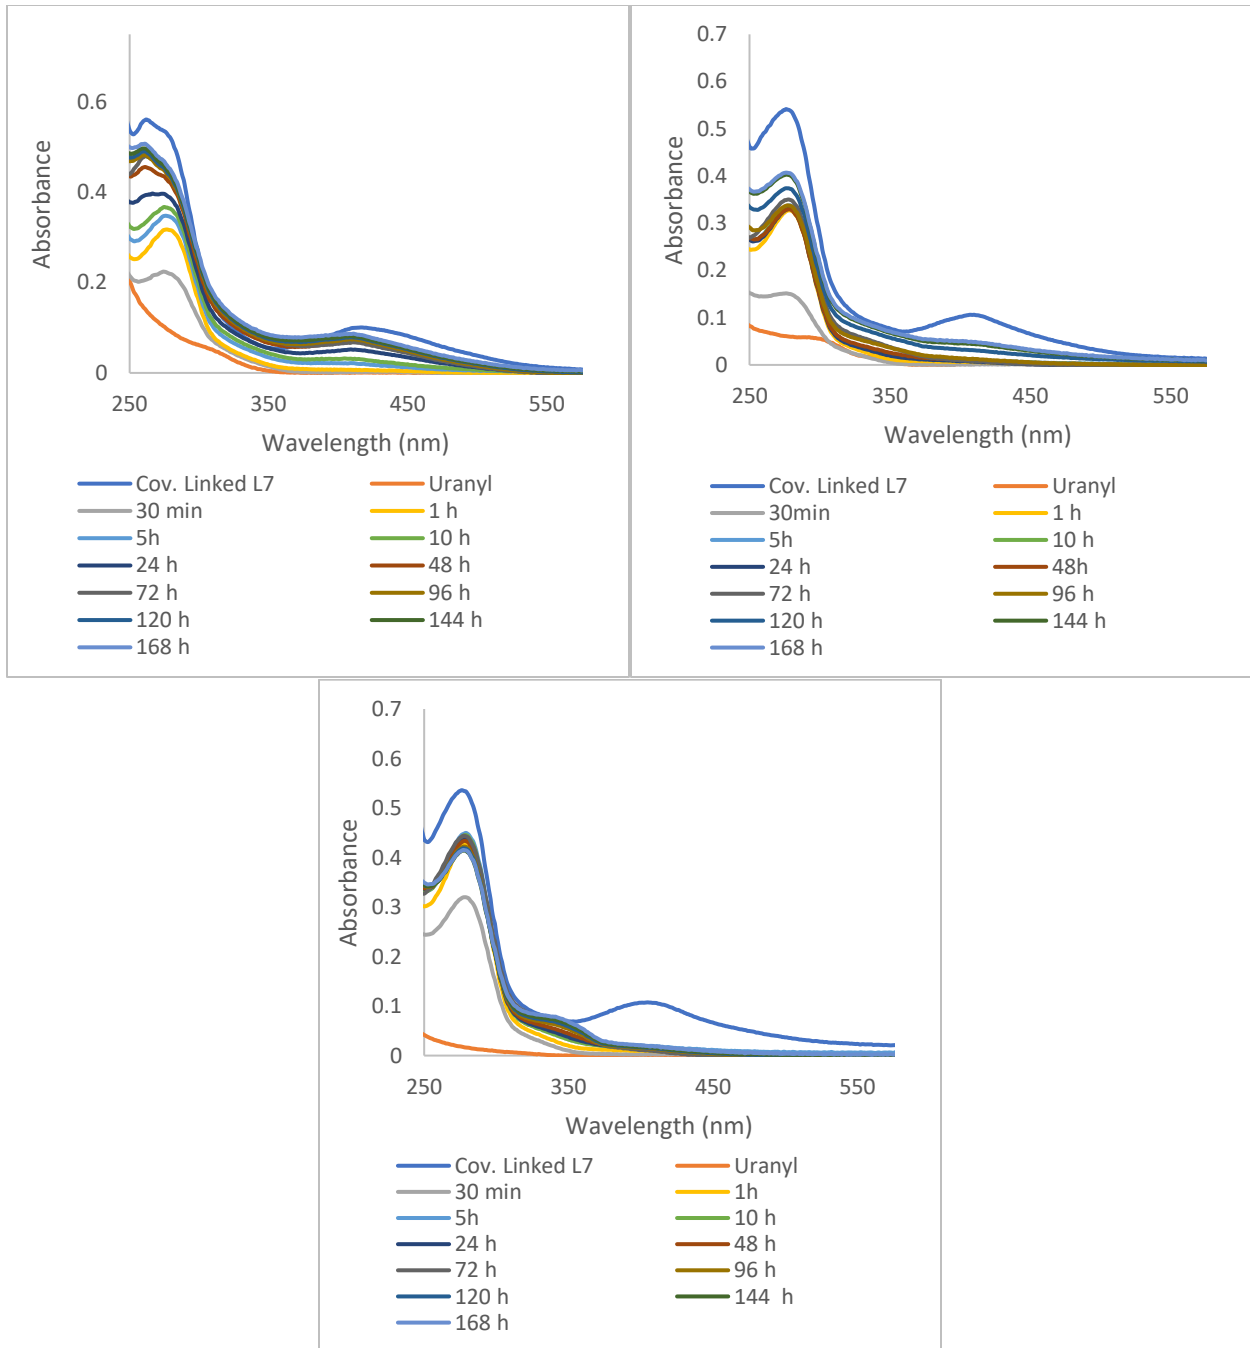 0.6
0.4
0.2
0
Absorbance
250 350 450 550
Wavelength (nm)
Cov. Linked L7 Uranyl
30 min 1 h
5h 10 h
24 h 48 h
72 h 96 h
120 h 144 h
168 h
0.7
0.6
0.5
0.4
0.3
0.2
0.1
0
Absorbance
250 350 450 550
Wavelength (nm)
Cov. Linked L7 Uranyl
30min 1 h
5h 10 h
24 h 48h
72 h 96 h
120 h 144 h
168 h
0.7
0.6
0.5
0.4
0.3
0.2
0.1
0
Absorbance
250 350 450 550
Wavelength (nm)
Cov. Linked L7 Uranyl
30 min 1h
5h 10 h
24 h 48 h
72 h 96 h
120 h 144 h
168 h